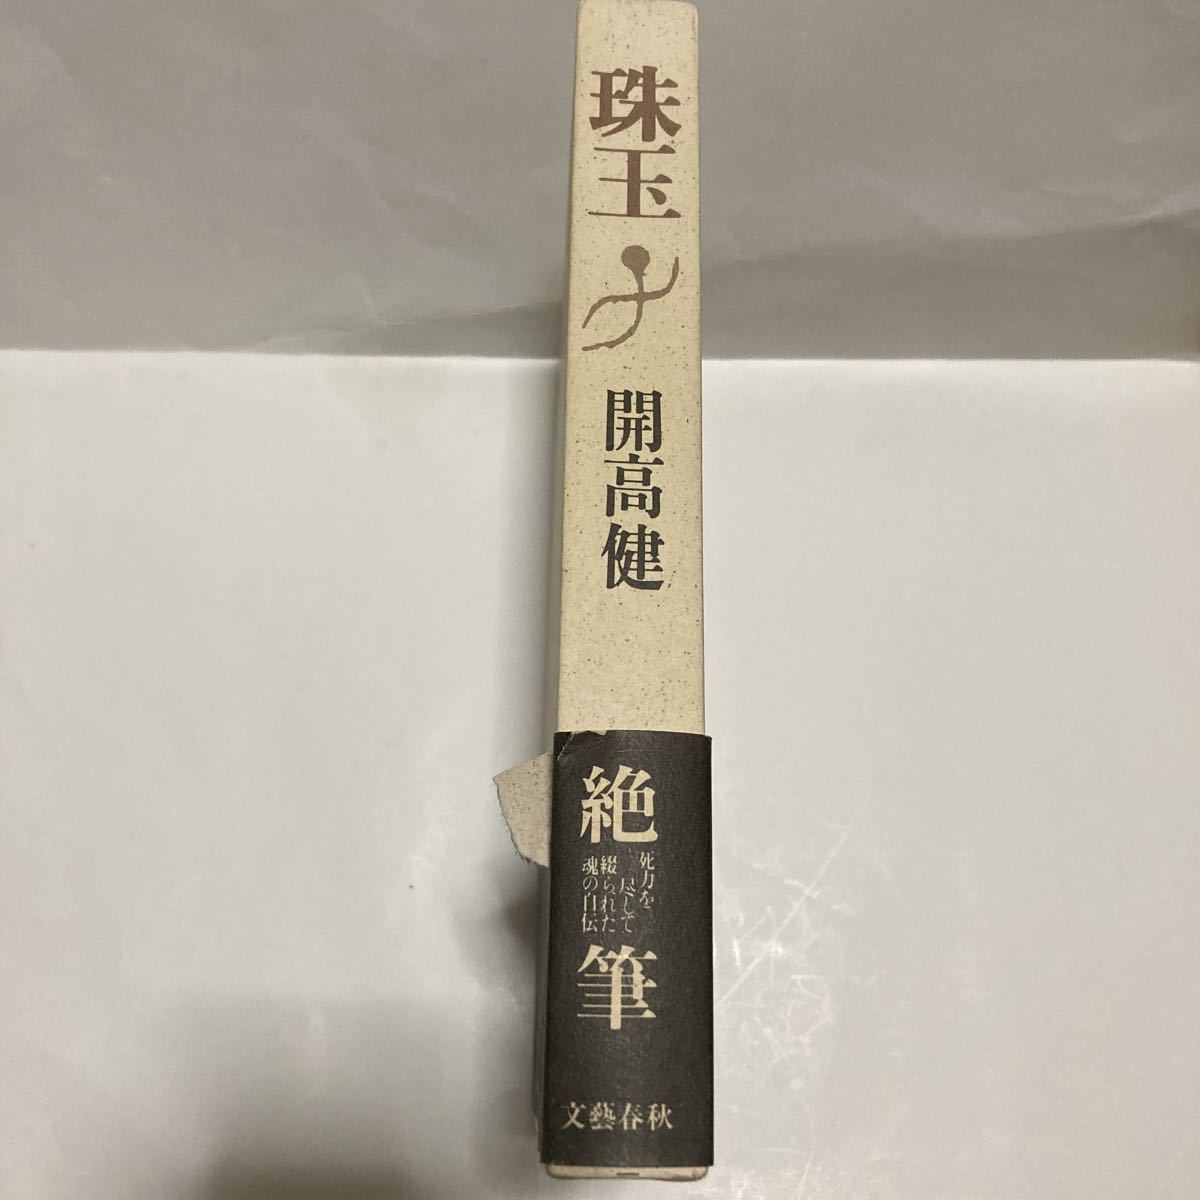 珠玉
開高健
絶筆
死力を
尽して
綴られた
魂の自伝
文藝春秋